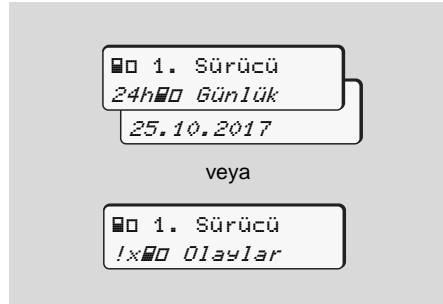 1. Sürücü
24h Günlük
25.10.2017
veya
1. Sürücü
!x Olaylar